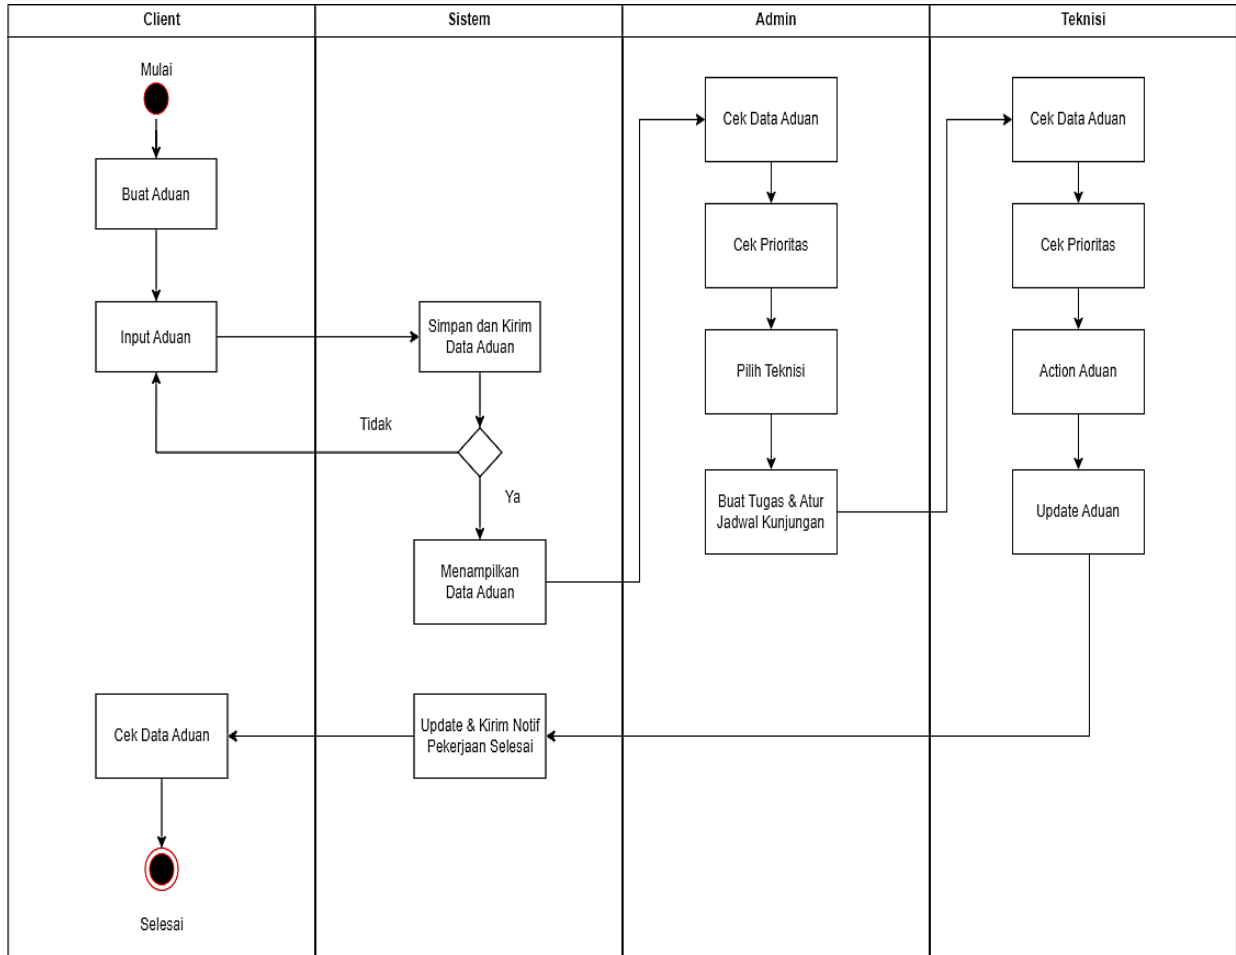 Client
Sistem
Admin
Teknisi
Mulai
Buat Aduan
Input Aduan
Simpan dan Kirim
Data Aduan
Tidak
Ya
Menampilkan
Data Aduan
Cek Data Aduan
Cek Prioritas
Pilih Teknisi
Buat Tugas & Atur
Jadwal Kunjungan
Cek Data Aduan
Cek Prioritas
Action Aduan
Update Aduan
Update & Kirim Notif
Pekerjaan Selesai
Cek Data Aduan
Selesai